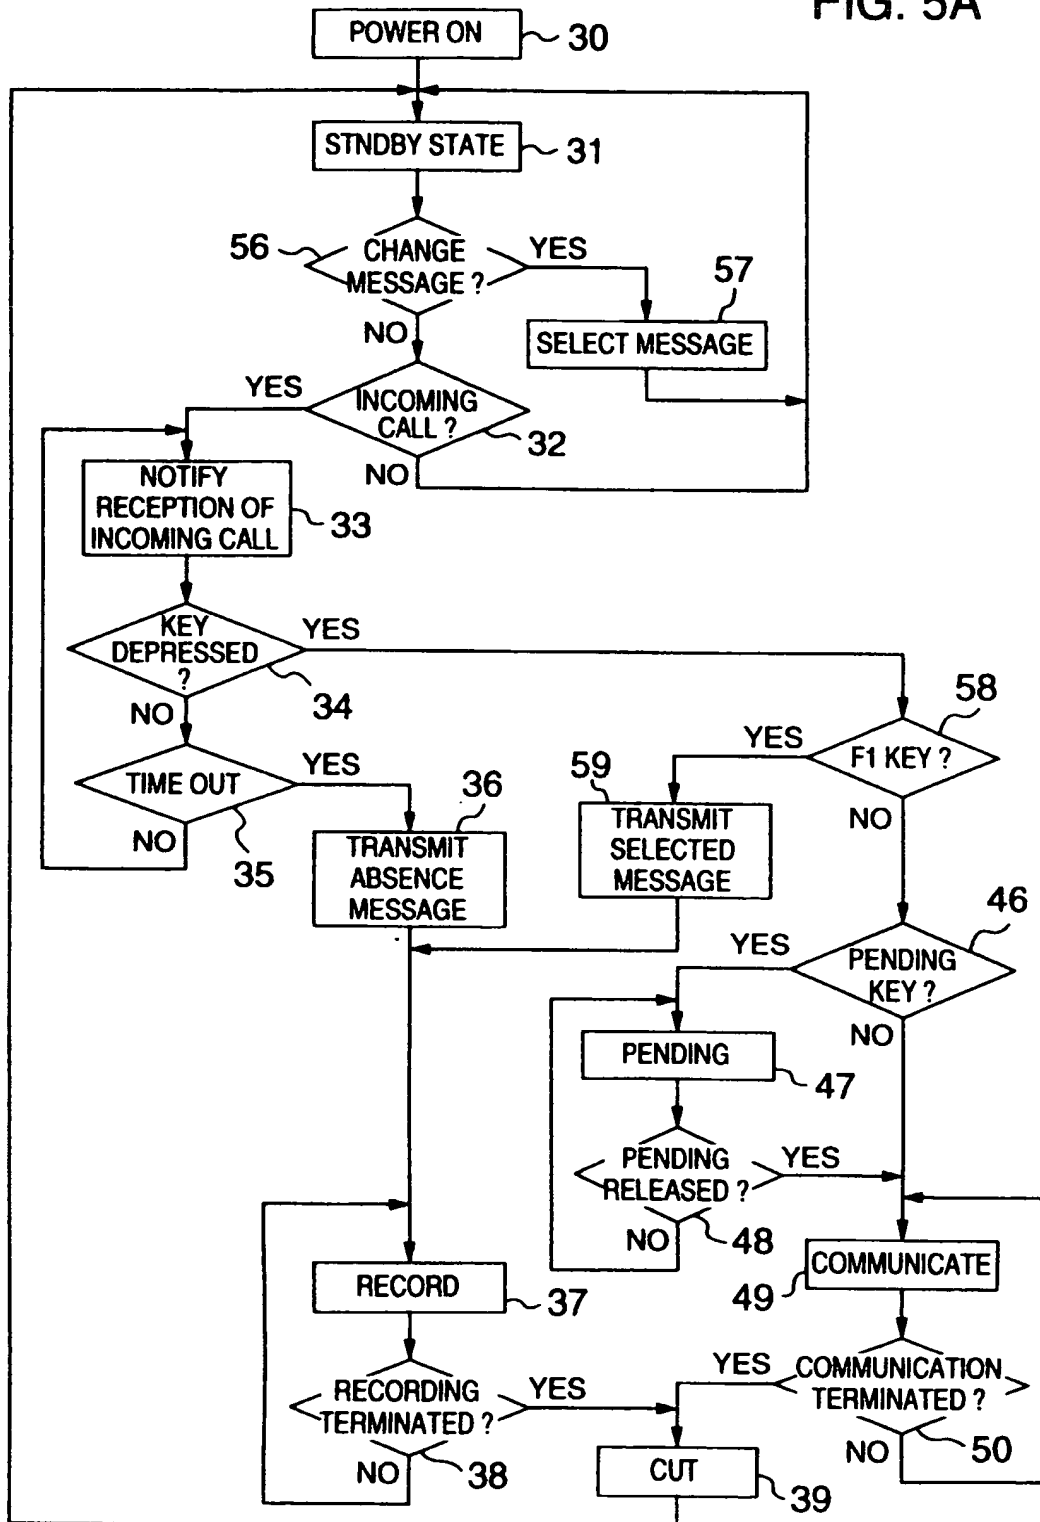 FIG. 5A
POWER ON
30
STNDBY STATE
31
56
CHANGE
MESSAGE ?
YES
57
NO
SELECT MESSAGE
YES
INCOMING
CALL ?
32
NO
NOTIFY
RECEPTION OF
INCOMING CALL
33
KEY
DEPRESSED
?
YES
34
NO
58
F1 KEY ?
YES
NO
TIME OUT
YES
35
NO
36
TRANSMIT
ABSENCE
MESSAGE
59
TRANSMIT
SELECTED
MESSAGE
46
PENDING
KEY ?
YES
NO
PENDING
47
PENDING
RELEASED ?
YES
48
NO
COMMUNICATE
49
RECORD
37
RECORDING
TERMINATED ?
YES
38
NO
YES
COMMUNICATION
TERMINATED ?
50
NO
CUT
39